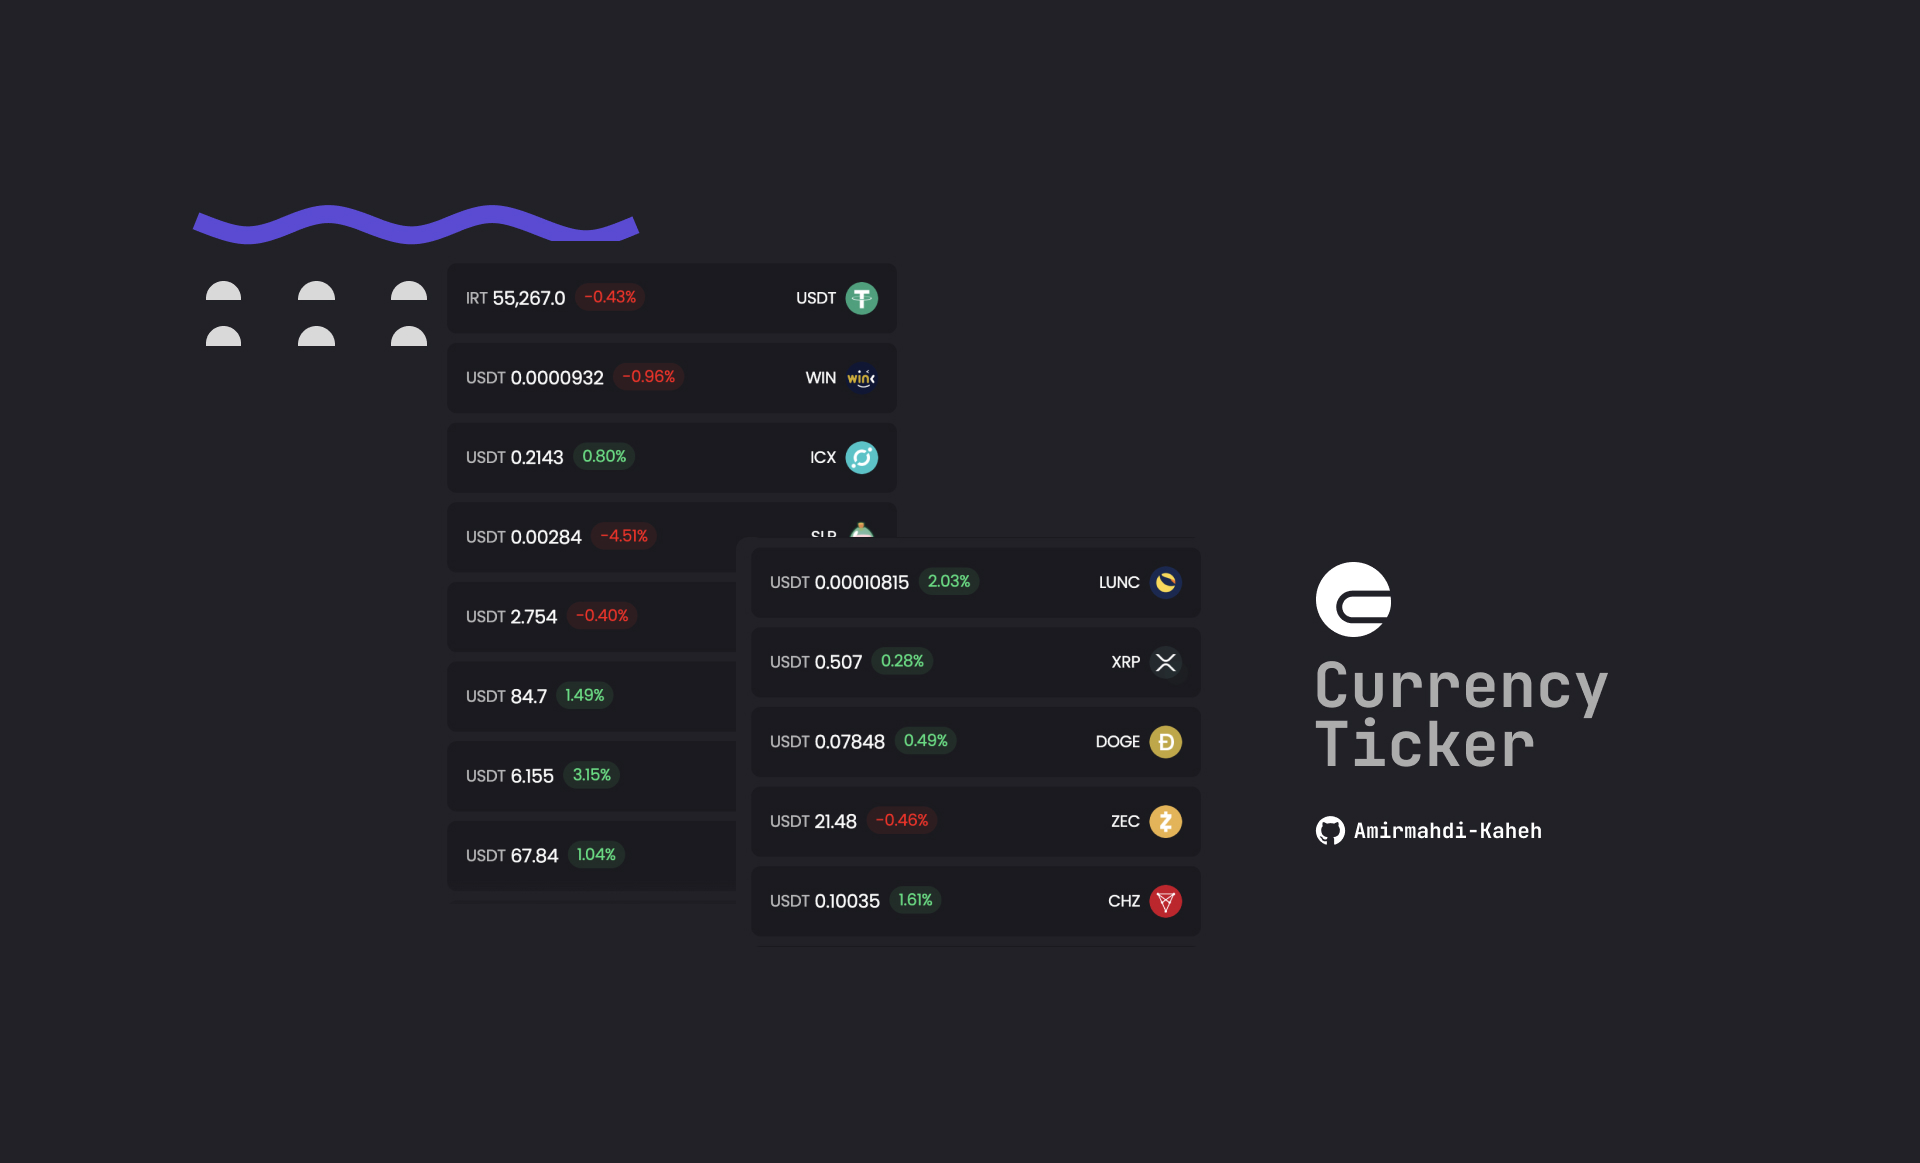 IRT 55,267.0 -0.43% USDT
USDT 0.0000932 -0.96% WIN
wink
USDT 0.2143 0.80% ICX
USDT 0.00284 -4.51% SLP
USDT 2.754 -0.40%
USDT 84.7 1.49%
USDT 6.155 3.15%
USDT 67.84 1.04%
USDT 0.00010815 2.03% LUNC
USDT 0.507 0.28% XRP
USDT 0.07848 0.49% DOGE
USDT 21.48 -0.46% ZEC
USDT 0.10035 1.61% CHZ
Currency
Ticker
Amirmahdi-Kaheh